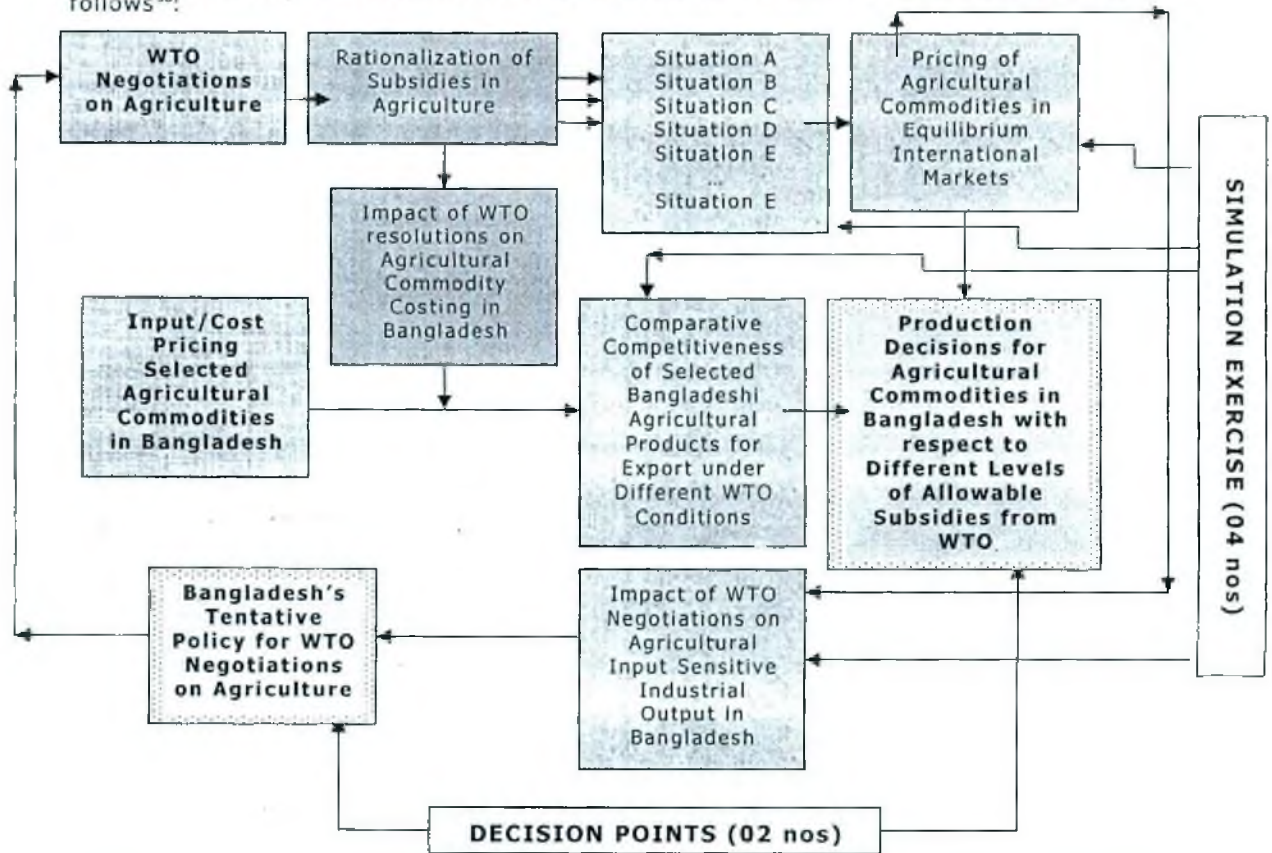 follows
WTO
Negotiations
on Agriculture
Rationalization of
Subsidies in
Agriculture
Situation A
Situation B
Situation C
Situation D
Situation E
...
Situation E
Pricing of
Agricultural
Commodities in
Equilibrium
International
Markets
Impact of WTO
resolutions on
Agricultural
Commodity
Costing in
Bangladesh
Input/Cost
Pricing
Selected
Agricultural
Commodities
in Bangladesh
Comparative
Competitiveness
of Selected
Bangladeshi
Agricultural
Products for
Export under
Different WTO
Conditions
Production
Decisions for
Agricultural
Commodities in
Bangladesh with
respect to
Different Levels
of Allowable
Subsidies from
WTO
SIMULATION EXERCISE (04 nos)
Bangladesh's
Tentative
Policy for WTO
Negotiations
on Agriculture
Impact of WTO
Negotiations on
Agricultural
Input Sensitive
Industrial
Output in
Bangladesh
DECISION POINTS (02 nos)